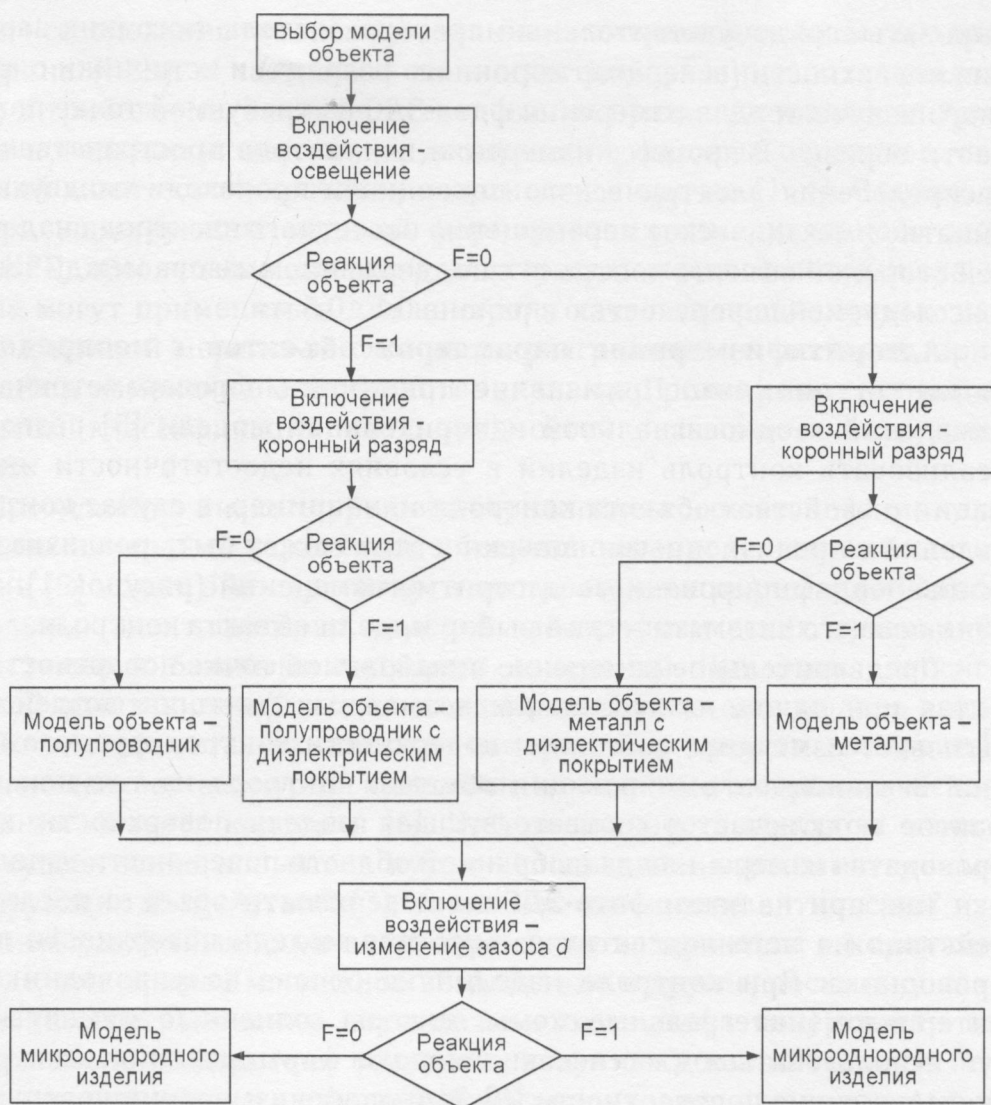 Выбор модели
объекта
Включение
воздействия -
освещение
Реакция
объекта
F=0
F=1
Включение
воздействия -
коронный разряд
Включение
воздействия -
коронный разряд
F=0
Реакция
объекта
F=1
F=0
Реакция
объекта
F=1
Модель объекта –
полупроводник
Модель объекта -
полупроводник с
диэлектрическим
покрытием
Модель объекта –
металл с
диэлектрическим
покрытием
Модель объекта –
металл
Включение
воздействия –
изменение зазора
Модель
микрооднородного
изделия
F=0
Реакция
объекта
F=1
Модель
микрооднородного
изделия